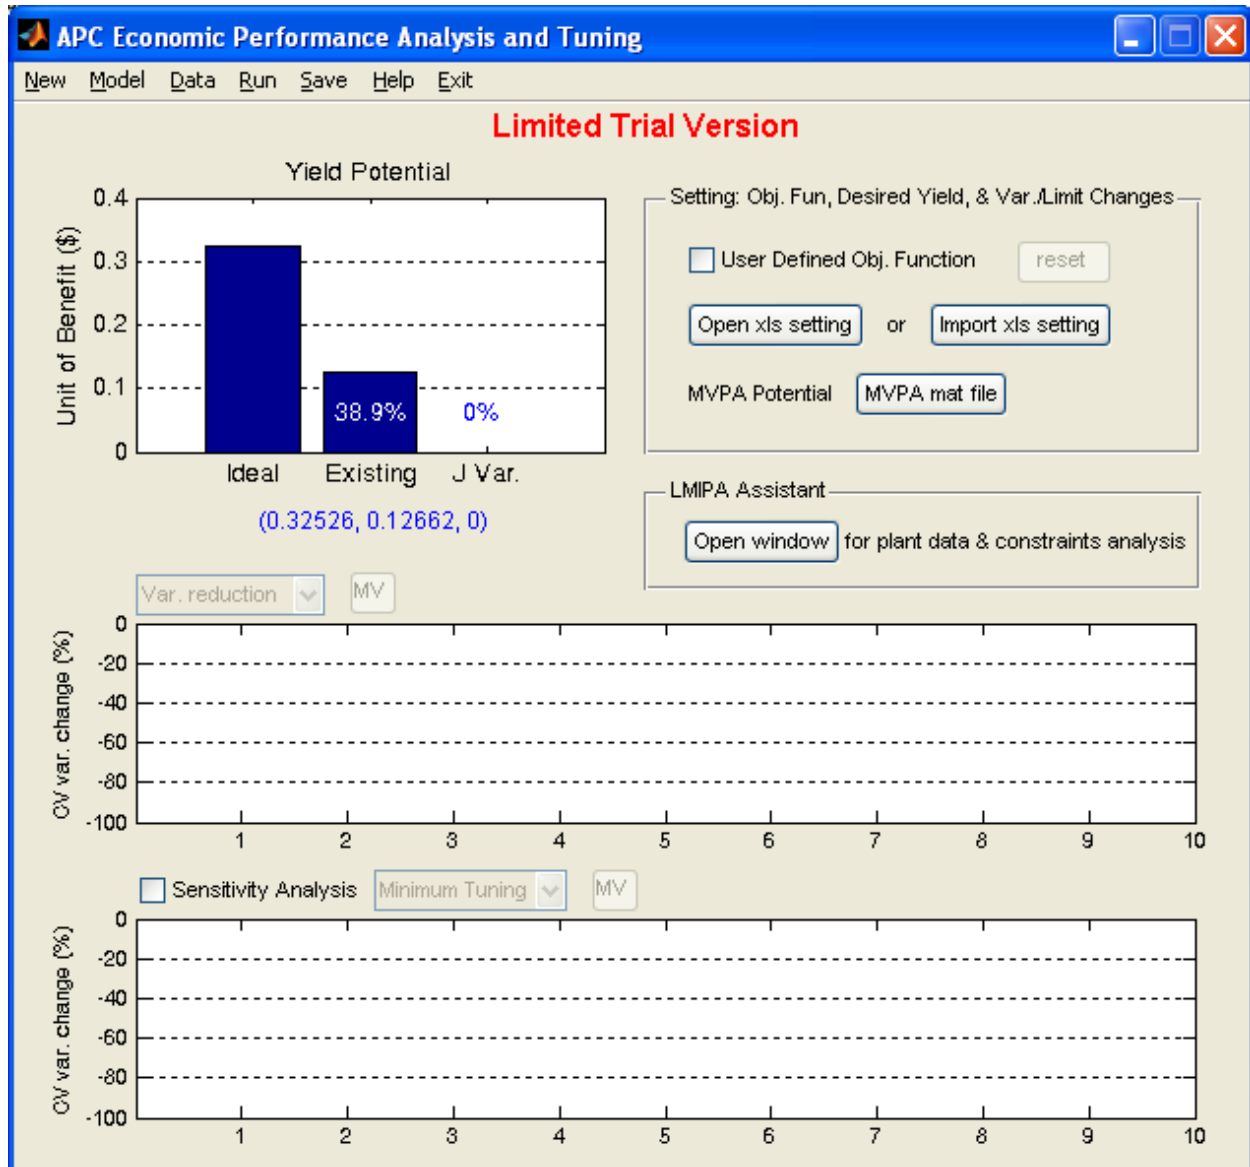 APC Economic Performance Analysis and Tuning
New Model Data Run Save Help Exit
Limited Trial Version
Yield Potential
Unit of Benefit ($)
0.4
0.3
0.2
0.1
0
38.9%
0%
Ideal Existing J Var.
(0.32526, 0.12662, 0)
Setting: Obj. Fun, Desired Yield, & Var./Limit Changes
User Defined Obj. Function reset
Open xls setting or Import xls setting
MVPA Potential MVPA mat file
LMIPA Assistant
Open window for plant data & constraints analysis
Var. reduction MV
CV var. change (%)
0
-20
-40
-60
-80
-100
1 2 3 4 5 6 7 8 9 10
Sensitivity Analysis Minimum Tuning MV
CV var. change (%)
0
-20
-40
-60
-80
-100
1 2 3 4 5 6 7 8 9 10